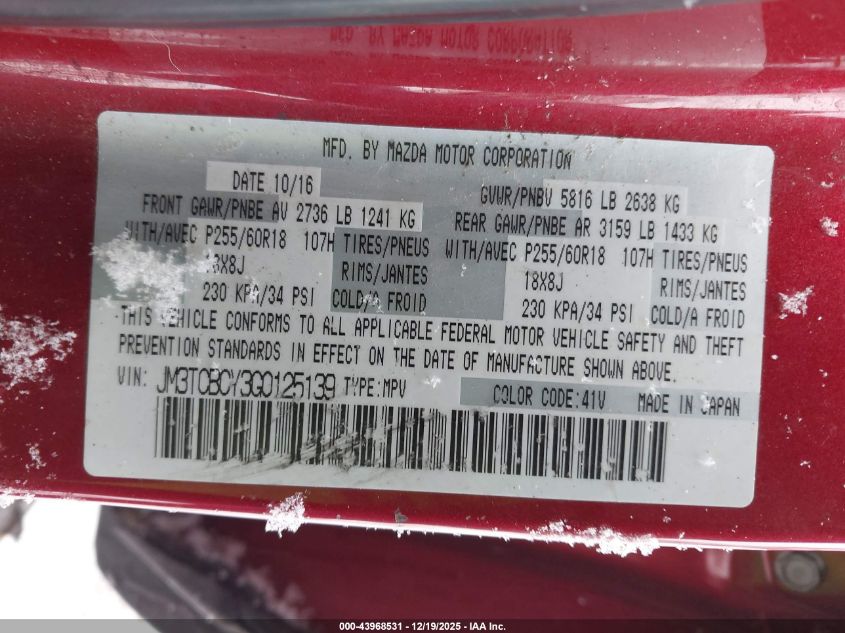 MFD. BY MAZDA MOTOR CORPORATION
DATE 10/16 GVWR/PNBV 5816 LB 2638 KG
FRONT GAWR/PNBE AV 2736 LB 1241 KG REAR GAWR/PNBE AR 3159 LB 1433 KG
WITH/AVEC P255/60R18 107H TIRES/PNEUS WITH/AVEC P255/60R18 107H TIRES/PNEUS
18X8J RIMS/JANTES 18X8J RIMS/JANTES
230 KPA/34 PSI COLD/A FROID 230 KPA/34 PSI COLD/A FROID
THIS VEHICLE CONFORMS TO ALL APPLICABLE FEDERAL MOTOR VEHICLE SAFETY AND THEFT
PREVENTION STANDARDS IN EFFECT ON THE DATE OF MANUFACTURE SHOWN ABOVE.
VIN: JM3TCBCY3G0125139 TYPE:MPV COLOR CODE:41V MADE IN JAPAN
000-43968531 - 12/19/2025 - IAA Inc.